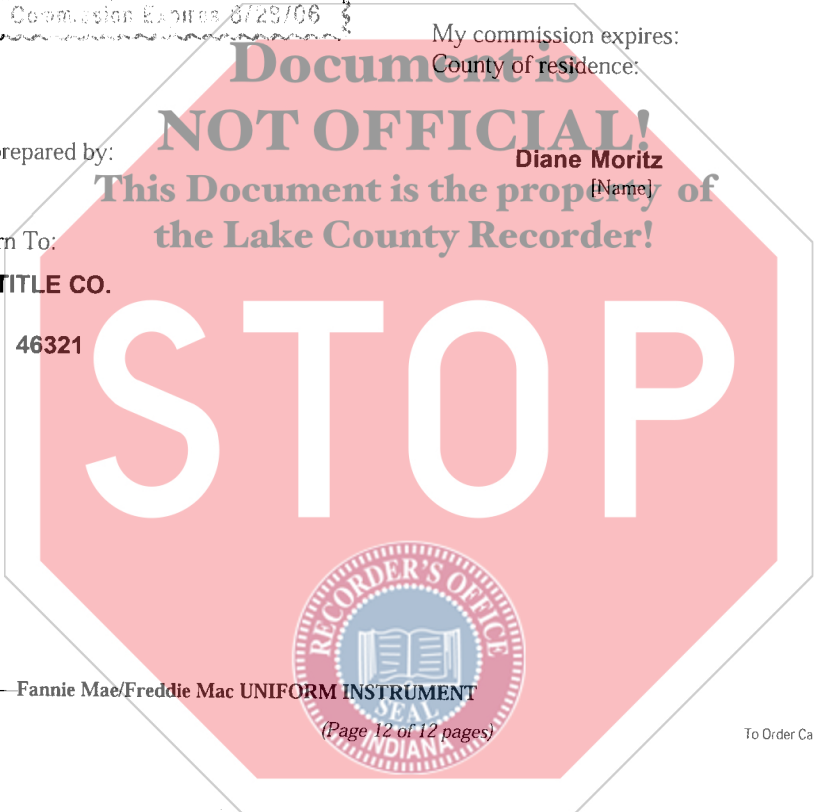 Commission Expires 6/29/06
My commission expires:
Document is
County of residence:
NOT OFFICIAL!
repared by:
Diane Moritz
[Name]
This Document is the property of
rn To:
the Lake County Recorder!
TITLE CO.
46321
STOP
RECORDER'S OFFICE
SEAL
INDIANA
Fannie Mae/Freddie Mac UNIFORM INSTRUMENT
(Page 12 of 12 pages)
To Order Ca